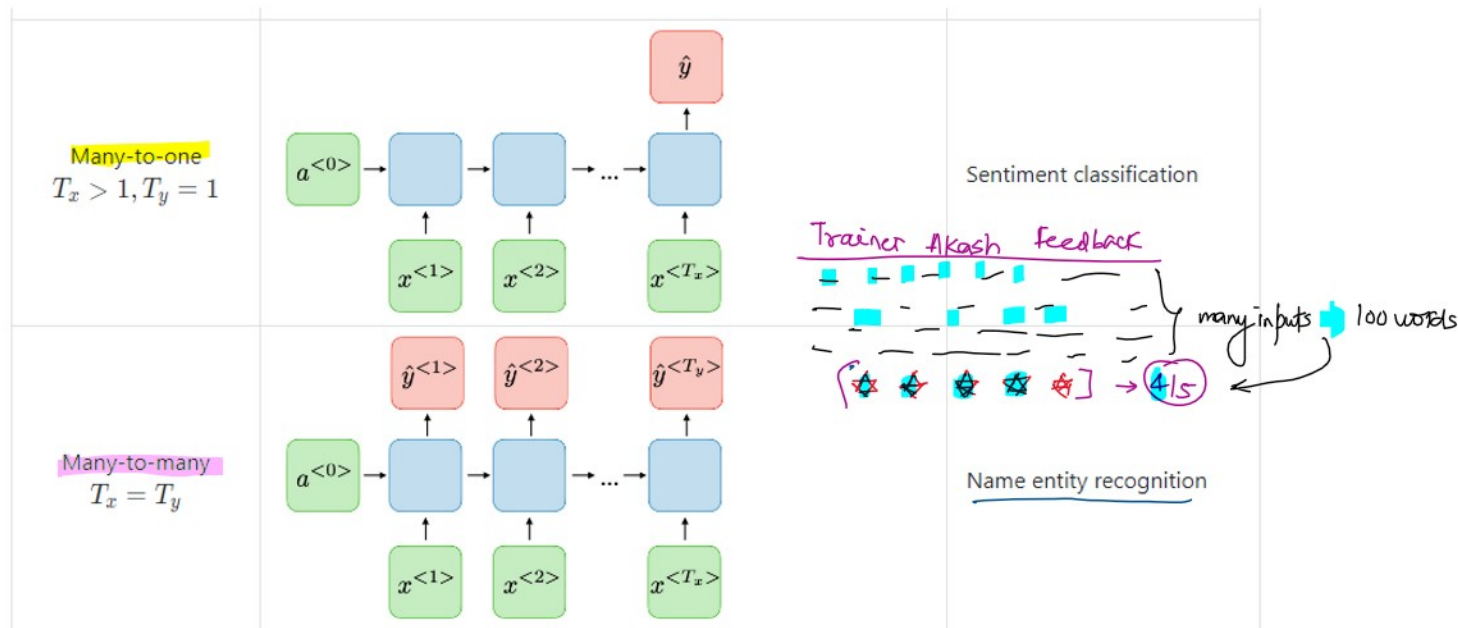 ŷ
Many-to-one
T_x > 1, T_y = 1
a^{<0>}
...
x^{<1>} x^{<2>} x^{<T_x>}
Sentiment classification
Trainer Akash Feedback
many inputs 100 words
4/5
ŷ^{<1>} ŷ^{<2>} ŷ^{<T_y>}
Many-to-many
T_x = T_y
a^{<0>}
...
x^{<1>} x^{<2>} x^{<T_x>}
Name entity recognition